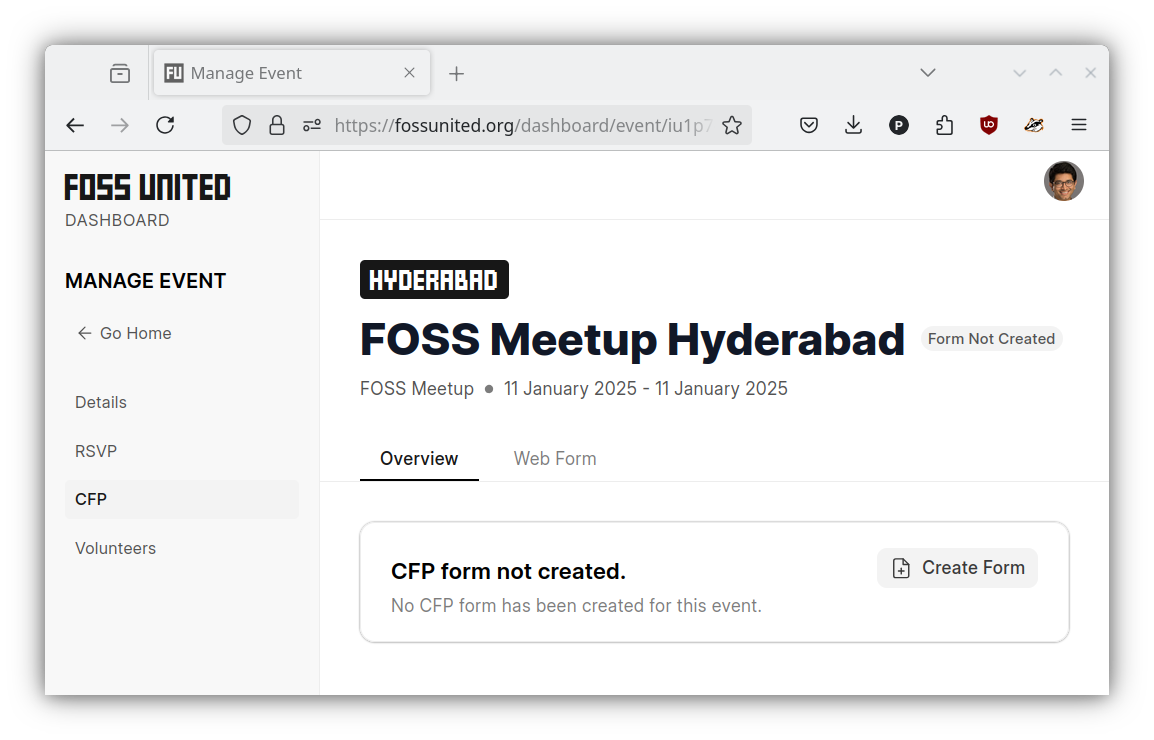 Manage Event
https://fossunited.org/dashboard/event/iu1p7
FOSS UNITED
DASHBOARD
MANAGE EVENT
Go Home
Details
RSVP
CFP
Volunteers
HYDERABAD
FOSS Meetup Hyderabad
Form Not Created
FOSS Meetup • 11 January 2025 - 11 January 2025
Overview
Web Form
CFP form not created.
No CFP form has been created for this event.
Create Form